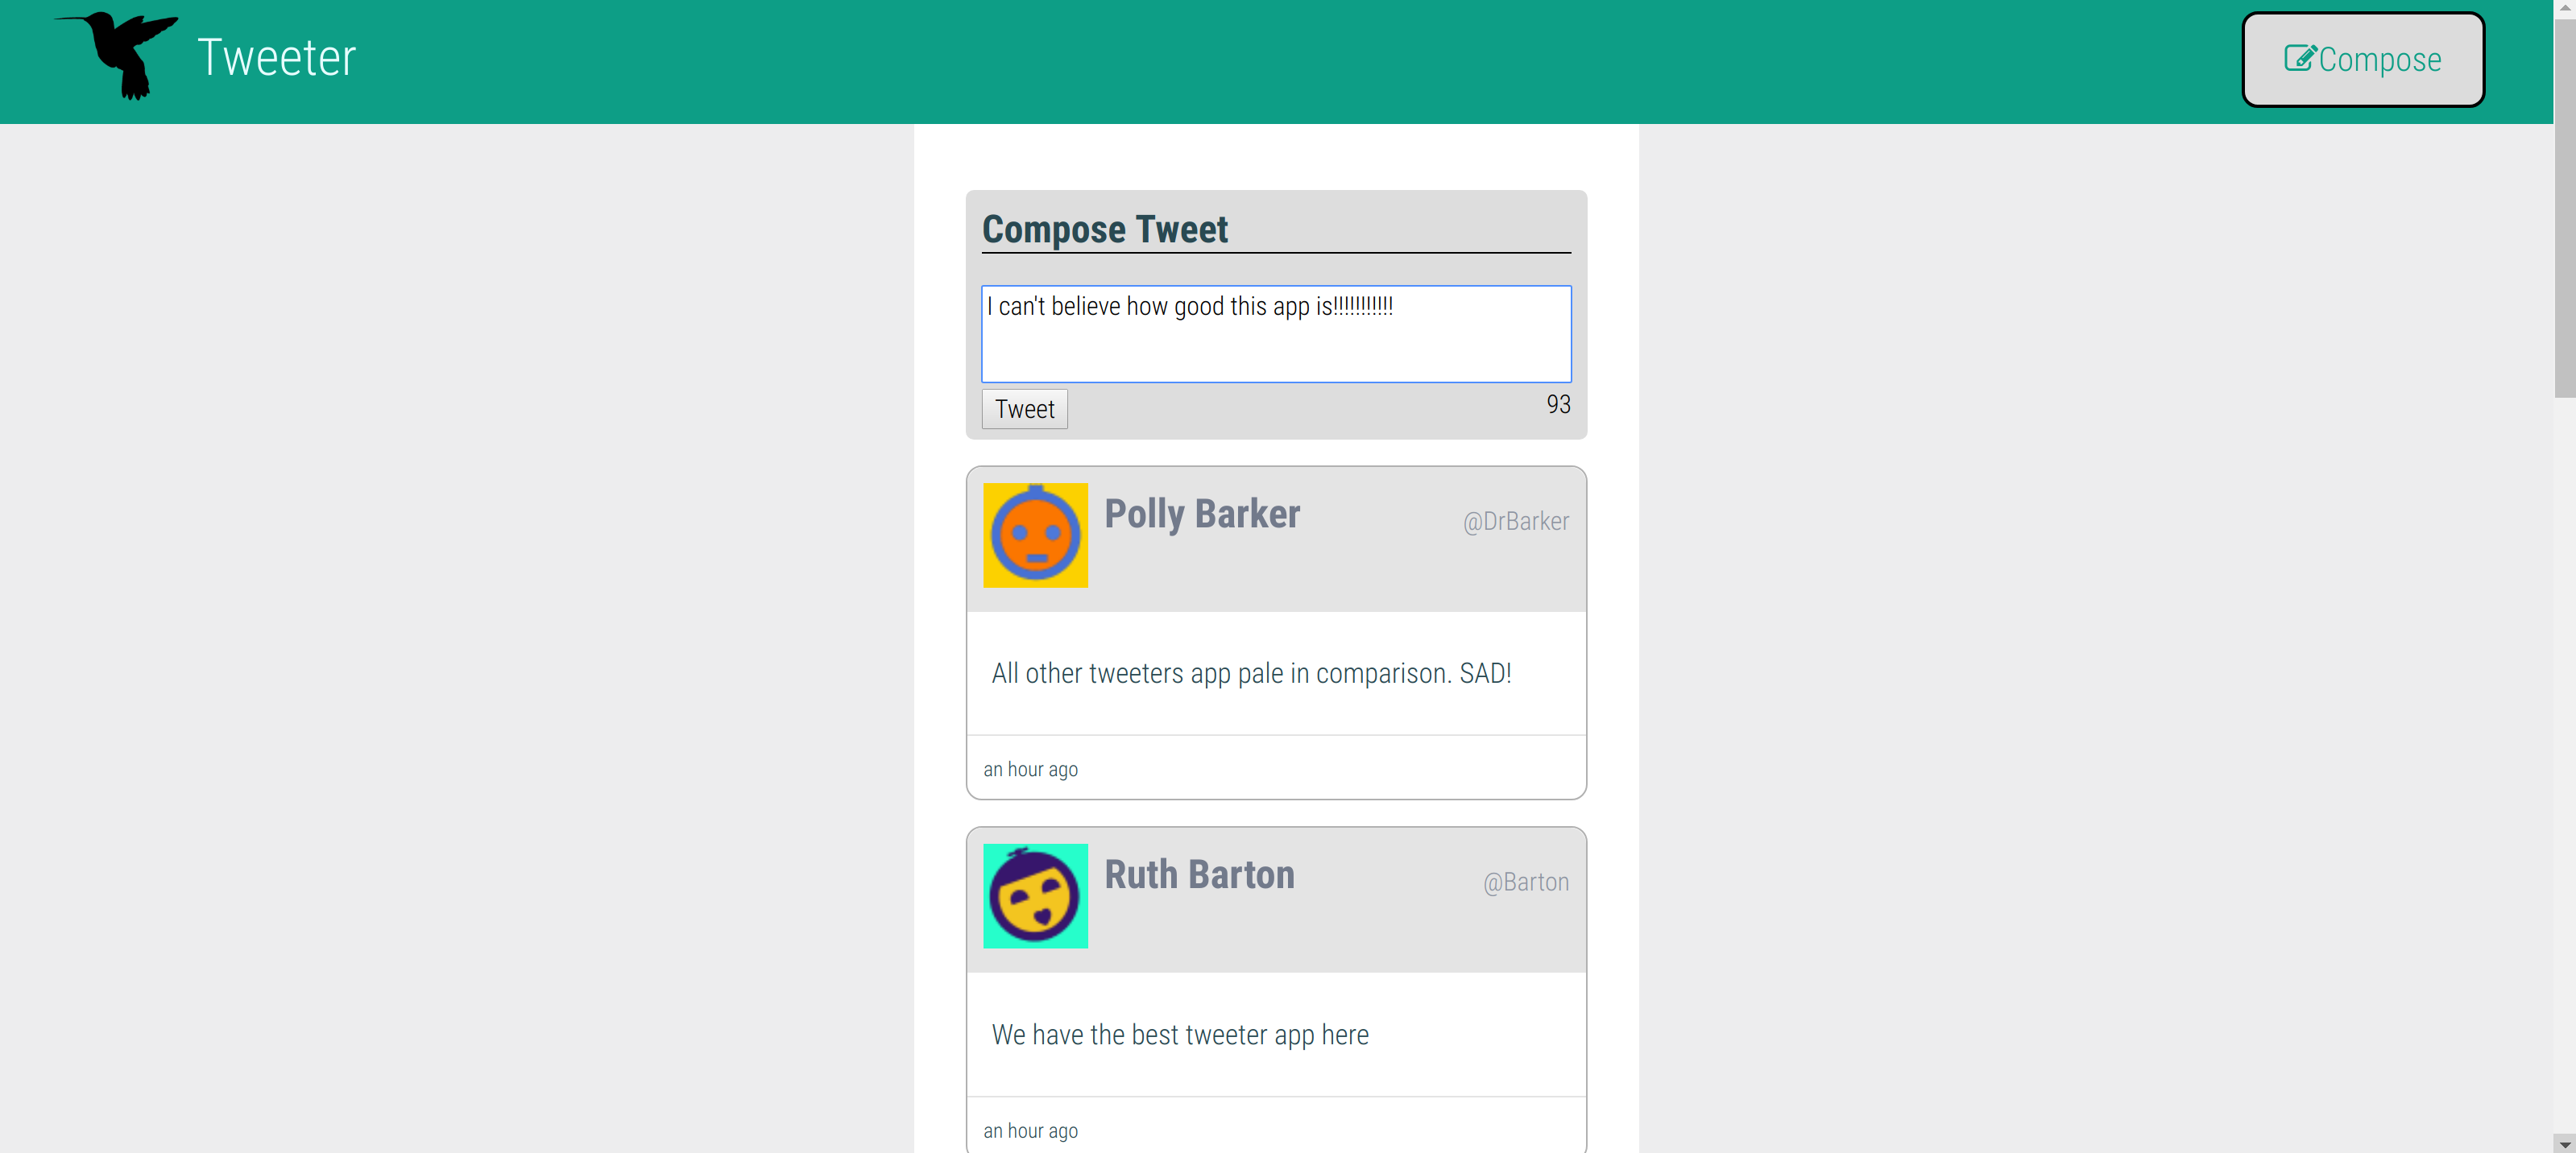 Tweeter
Compose
Compose Tweet
I can't believe how good this app is!!!!!!!!!!!
Tweet
93
Polly Barker
@DrBarker
All other tweeters app pale in comparison. SAD!
an hour ago
Ruth Barton
@Barton
We have the best tweeter app here
an hour ago